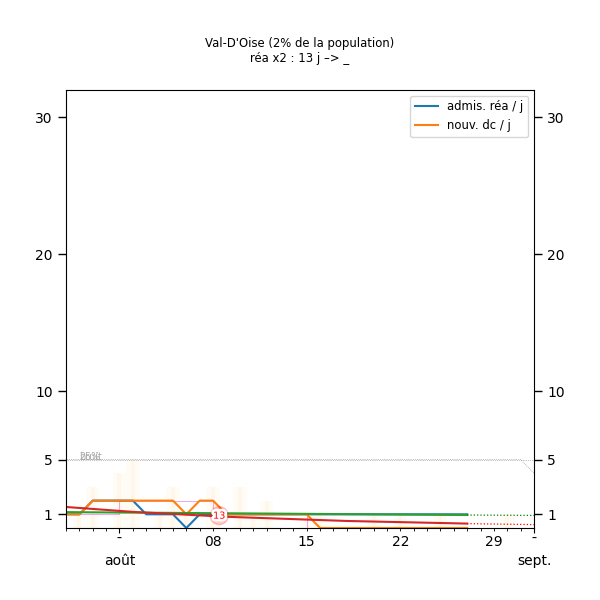 Val-D'Oise (2% de la population)
réa x2 : 13 j –> _
admis. réa / j
nouv. dc / j
30 30
20 20
10 10
5 5
1 1
-13
- 08 15 22 29 -
août sept.